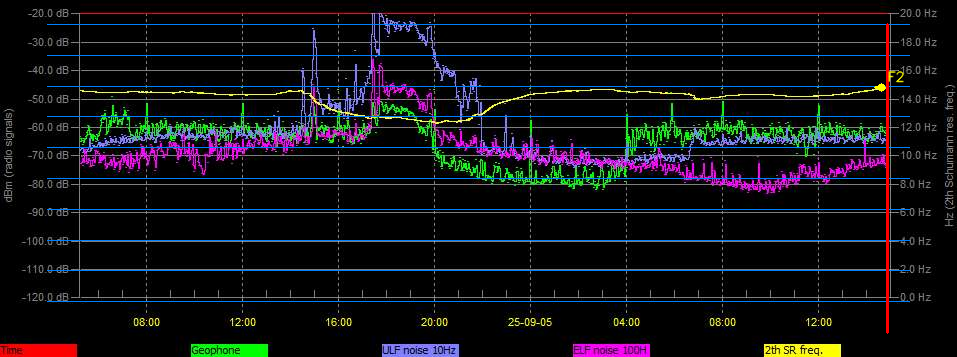 -20.0 dB 20.0 Hz
-30.0 dB 18.0 Hz
-40.0 dB 16.0 Hz
F2
-50.0 dB 14.0 Hz
-60.0 dB 12.0 Hz
-70.0 dB 10.0 Hz
-80.0 dB 8.0 Hz
-90.0 dB 6.0 Hz
-100.0 dB 4.0 Hz
-110.0 dB 2.0 Hz
-120.0 dB 0.0 Hz
dBm (radio signals)
Hz (2th Schumann res. freq.)
08:00 12:00 16:00 20:00 25-09-05 04:00 08:00 12:00
Time Geophone ULF noise 10Hz ELF noise 100H 2th SR freq.